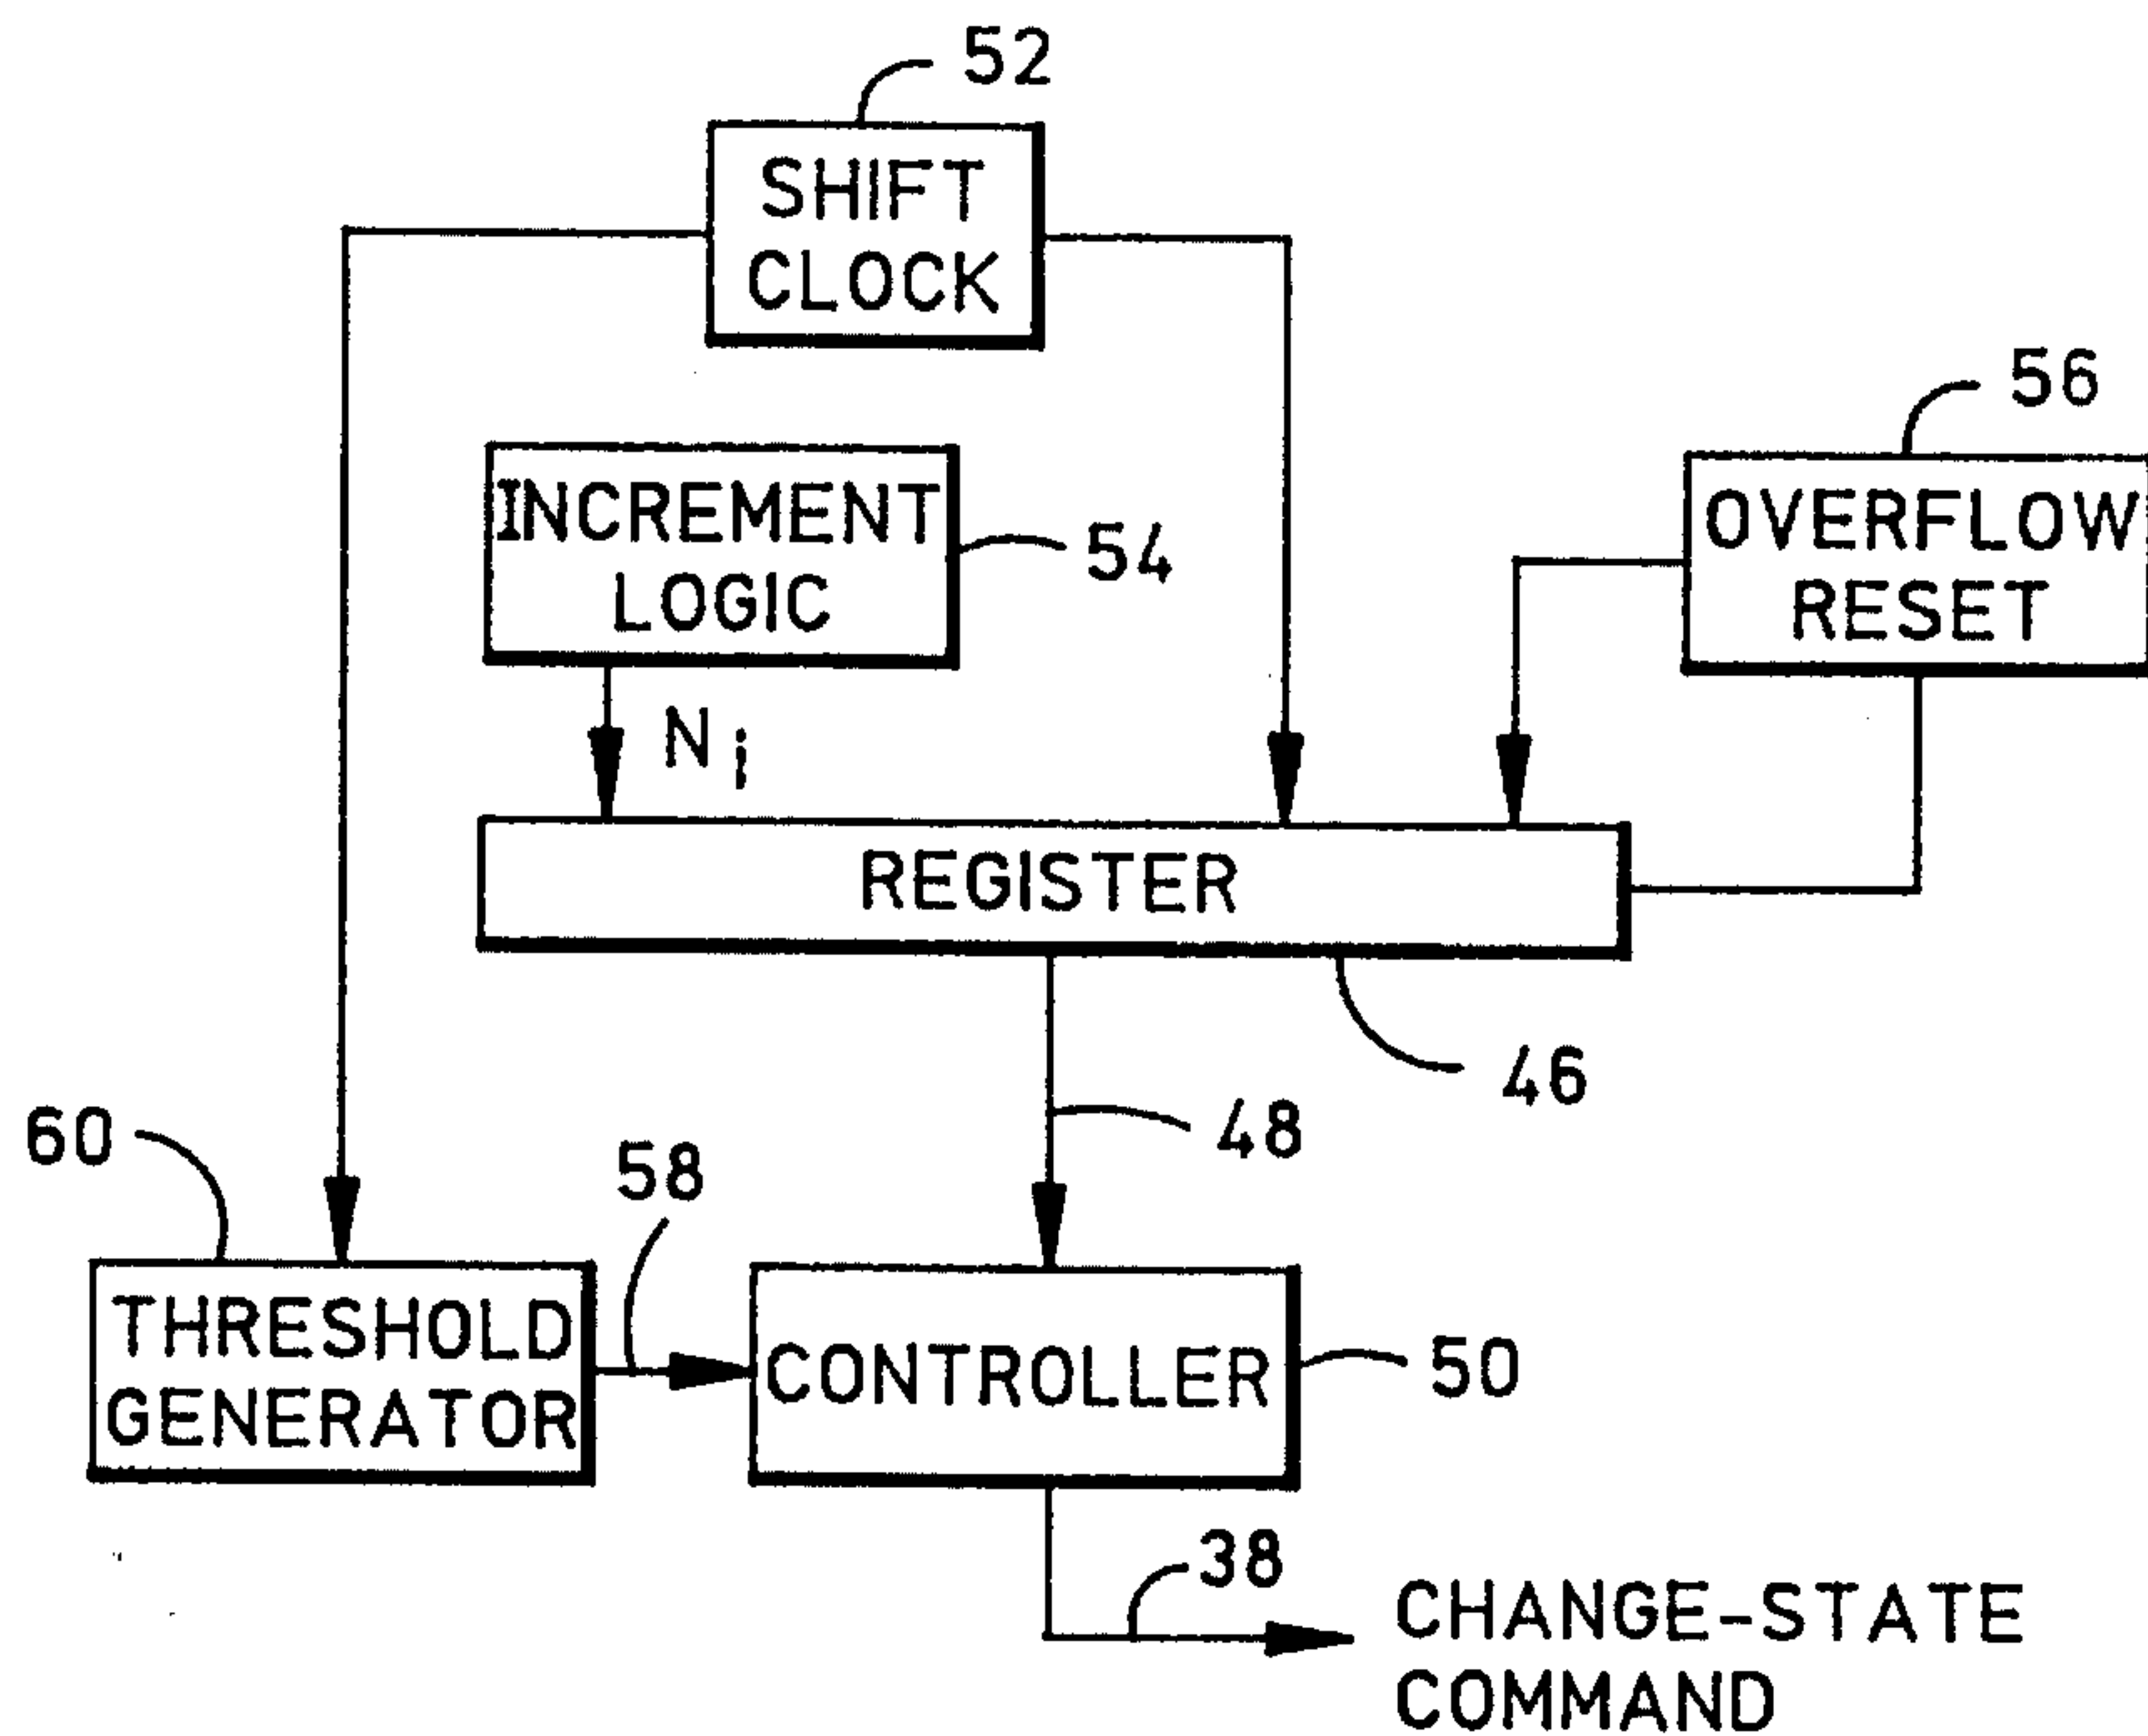 52
SHIFT
CLOCK
56
INCREMENT
LOGIC
54
OVERFLOW
RESET
Ni
REGISTER
46
48
60
58
THRESHOLD
GENERATOR
CONTROLLER
50
38
CHANGE-STATE
COMMAND